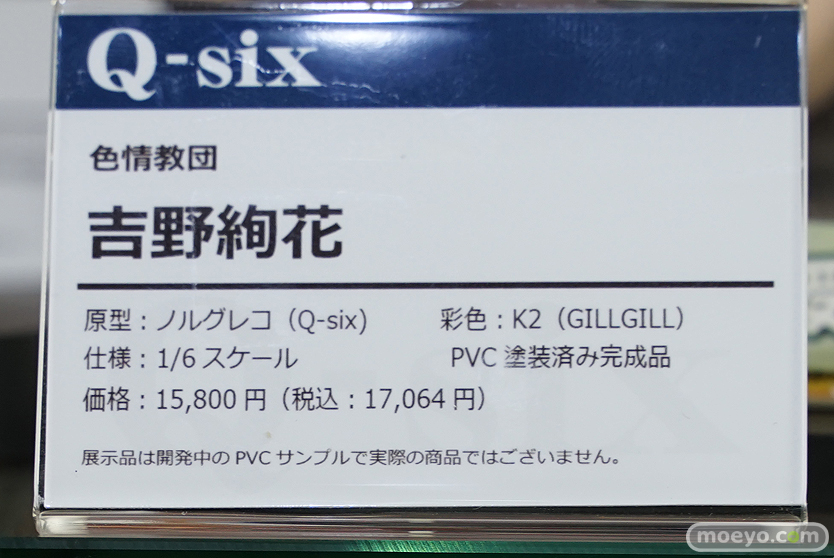 Q-six
色情教団
吉野絢花
原型：ノルグレコ（Q-six) 彩色：K2（GILLGILL）
仕様：1/6 スケール PVC 塗装済み完成品
価格：15,800 円（税込：17,064 円）
展示品は開発中の PVC サンプルで実際の商品ではございません。
moeyo.com